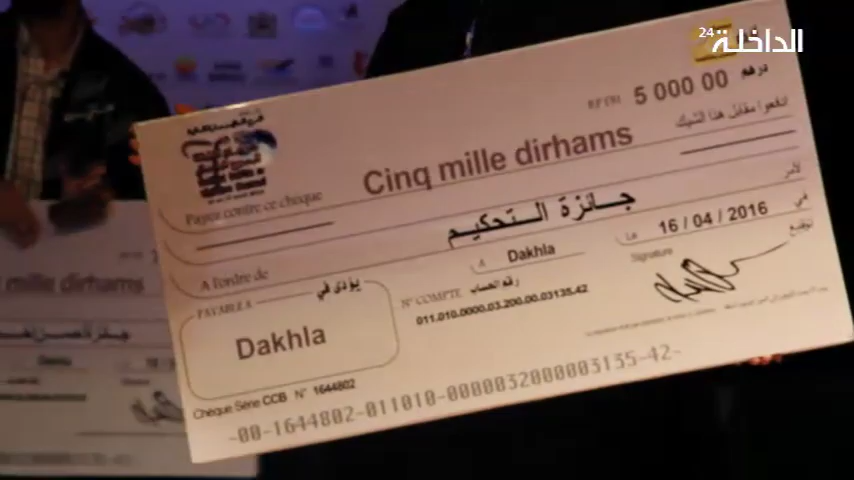 الداخلة 24
درهم
5 000 00
ادفعوا مقابل هذا الشيك
Cinq mille dirhams
Payez contre ce chèque
لأمر
جائزة التحكيم
A l'ordre de
في
16 / 04 / 2016
Le
A
Dakhla
توقيع
Signature
PAYABLE A
يؤدى في
Dakhla
N° COMPTE
رقم الحساب
011.010.0000.03.200.00.03135.42
Chèque Série CCB N° 1644802
-00-1644802-011010-0000032000003135-42-
mille dirhams